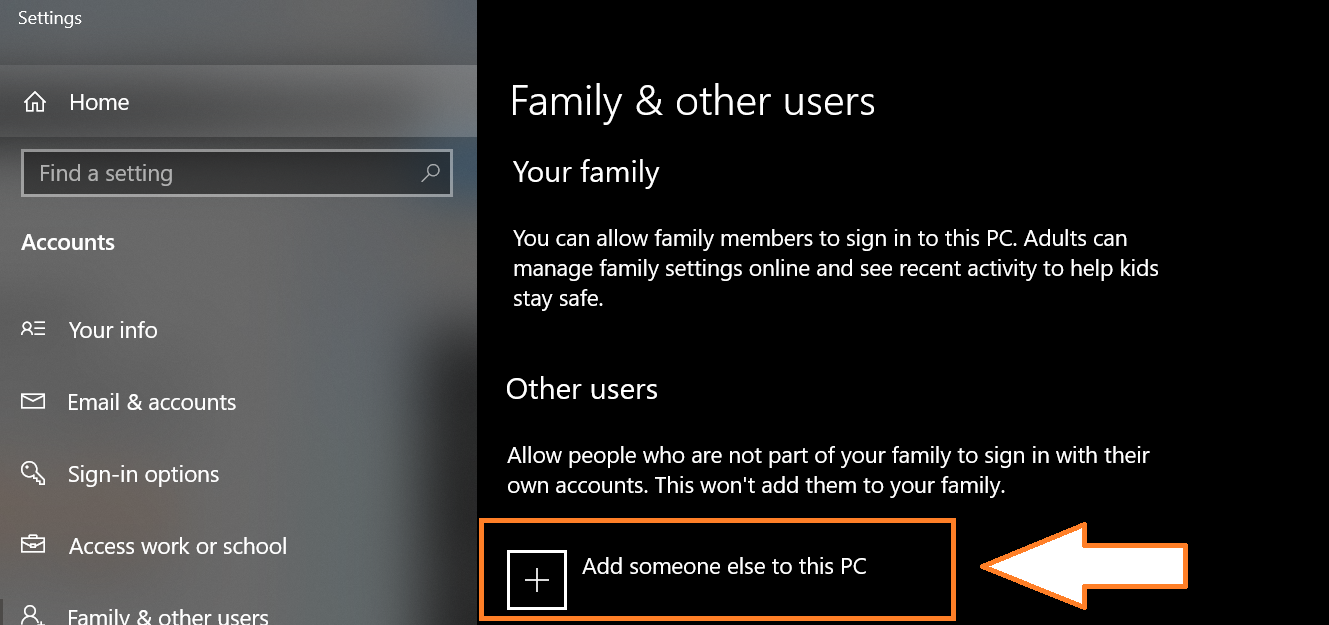 Settings
Home
Find a setting
Accounts
Your info
Email & accounts
Sign-in options
Access work or school
Family & other users
Family & other users
Your family
You can allow family members to sign in to this PC. Adults can
manage family settings online and see recent activity to help kids
stay safe.
Other users
Allow people who are not part of your family to sign in with their
own accounts. This won't add them to your family.
Add someone else to this PC